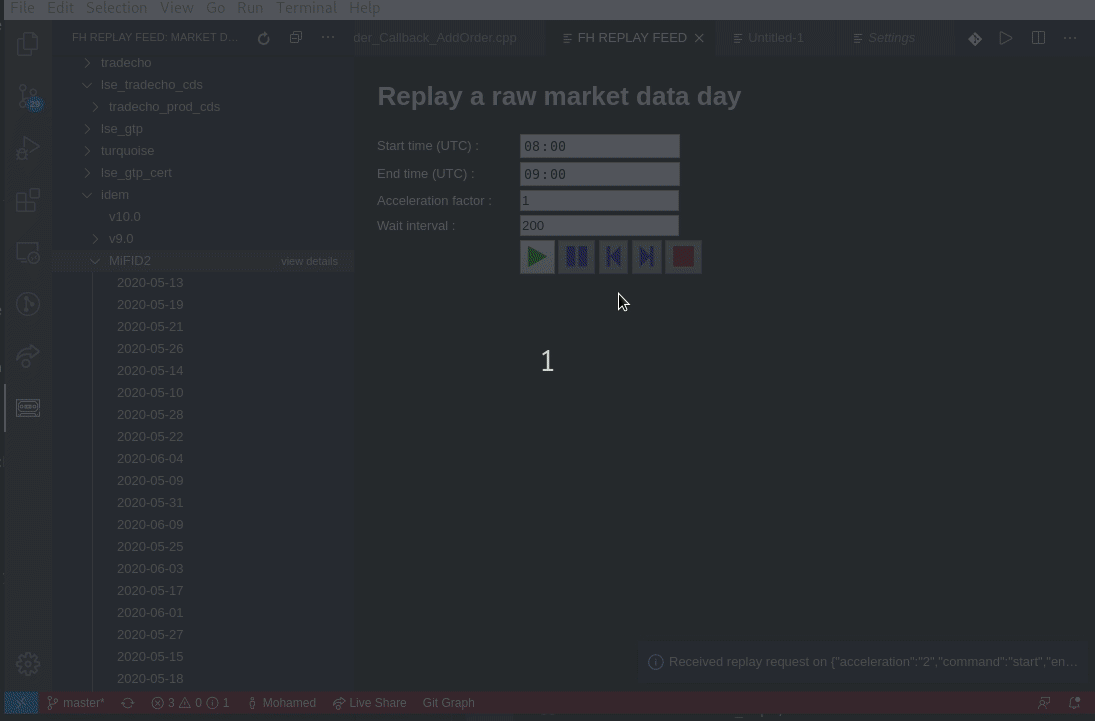 File Edit Selection View Go Run Terminal Help
FH REPLAY FEED: MARKET D...
der_Callback_AddOrder.cpp
FH REPLAY FEED
Untitled-1
Settings
29
tradecho
lse_tradecho_cds
tradecho_prod_cds
lse_gtp
turquoise
lse_gtp_cert
idem
v10.0
v9.0
MiFID2 view details
2020-05-13
2020-05-19
2020-05-21
2020-05-26
2020-05-14
2020-05-10
2020-05-28
2020-05-22
2020-06-04
2020-05-09
2020-05-31
2020-06-09
2020-05-25
2020-06-03
2020-05-17
2020-06-01
2020-05-27
2020-05-15
2020-05-18
Replay a raw market data day
Start time (UTC) : 08:00
End time (UTC) : 09:00
Acceleration factor : 1
Wait interval : 200
1
Received replay request on {"acceleration":"2","command":"start","en...
master* 3 0 1 Mohamed Live Share Git Graph